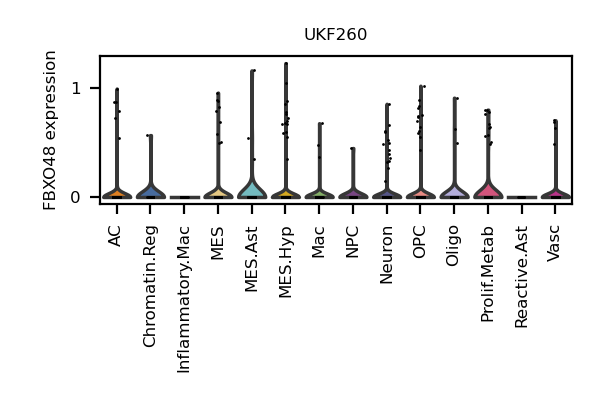 UKF260
FBXO48 expression
1
0
AC
Chromatin.Reg
Inflammatory.Mac
MES
MES.Ast
MES.Hyp
Mac
NPC
Neuron
OPC
Oligo
Prolif.Metab
Reactive.Ast
Vasc